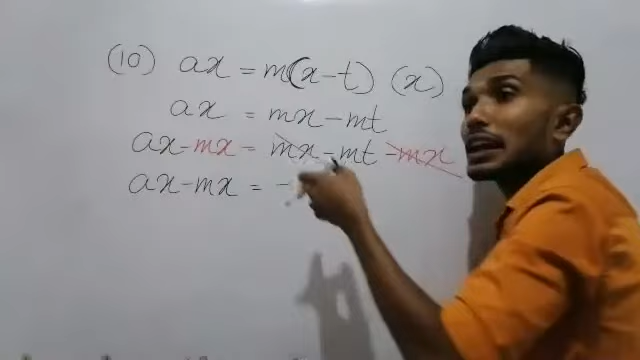 (10) ax = m(x-t) (x)
ax = mx - mt
ax - mx = mx - mt - mx
ax - mx = -